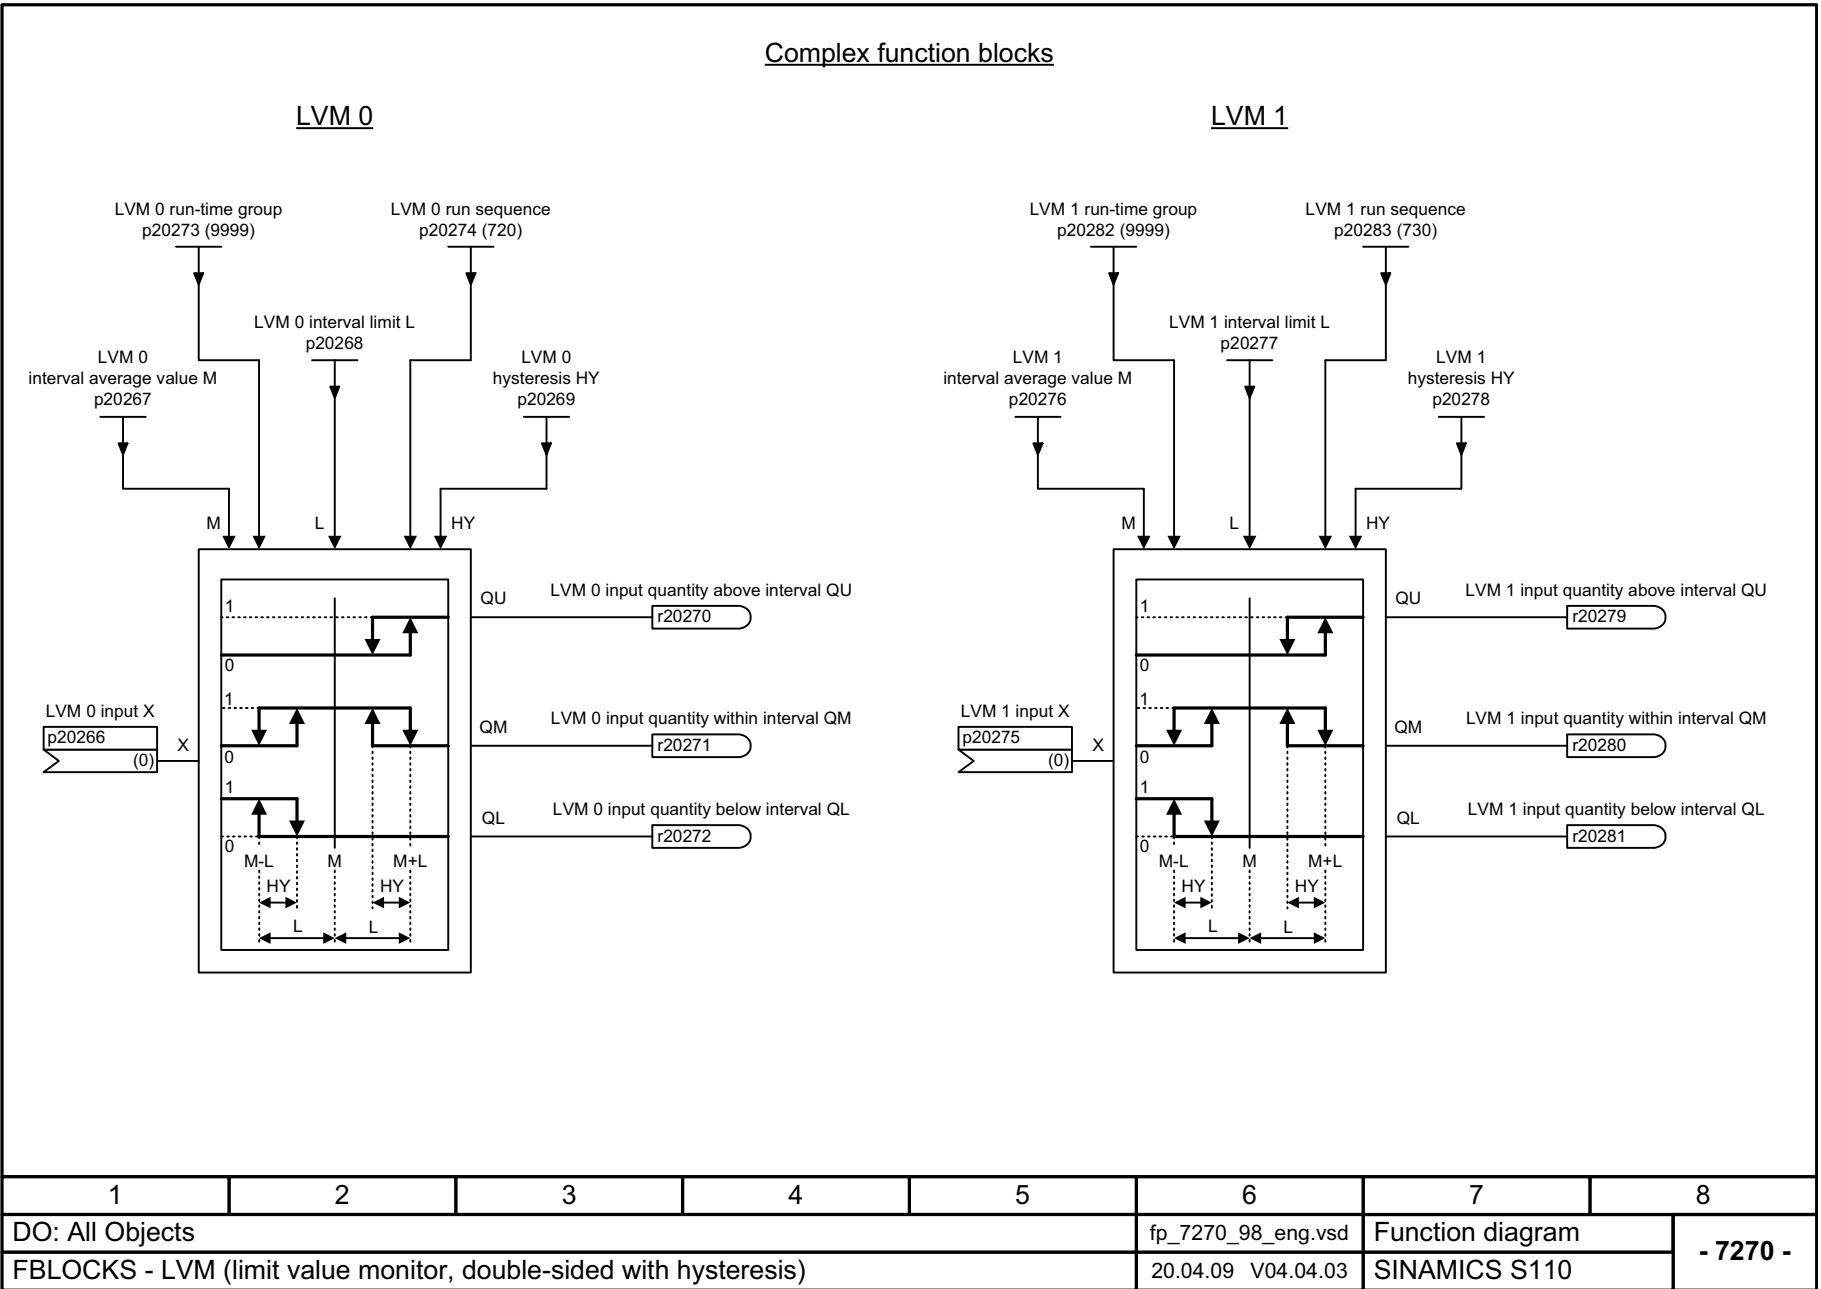 Complex function blocks
LVM 0
LVM 0 run-time group
p20273 (9999)
LVM 0 run sequence
p20274 (720)
LVM 0 interval limit L
p20268
LVM 0
interval average value M
p20267
LVM 0
hysteresis HY
p20269
M
L
HY
LVM 0 input X
p20266
(0)
X
1
0
1
0
1
0
M-L
M
M+L
HY
HY
L
L
QU
LVM 0 input quantity above interval QU
r20270
QM
LVM 0 input quantity within interval QM
r20271
QL
LVM 0 input quantity below interval QL
r20272
LVM 1
LVM 1 run-time group
p20282 (9999)
LVM 1 run sequence
p20283 (730)
LVM 1 interval limit L
p20277
LVM 1
interval average value M
p20276
LVM 1
hysteresis HY
p20278
M
L
HY
LVM 1 input X
p20275
(0)
X
1
0
1
0
1
0
M-L
M
M+L
HY
HY
L
L
QU
LVM 1 input quantity above interval QU
r20279
QM
LVM 1 input quantity within interval QM
r20280
QL
LVM 1 input quantity below interval QL
r20281
1 2 3 4 5 6 7 8
DO: All Objects
fp_7270_98_eng.vsd
Function diagram
- 7270 -
FBLOCKS - LVM (limit value monitor, double-sided with hysteresis)
20.04.09 V04.04.03
SINAMICS S110